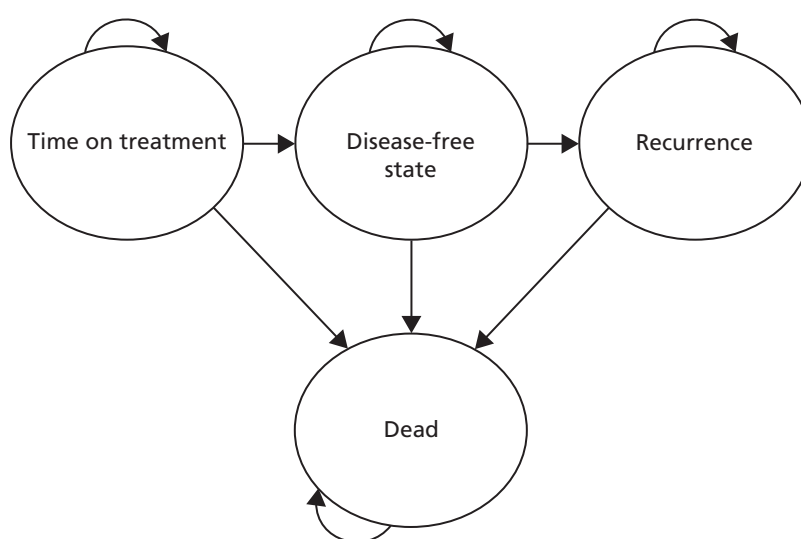 Time on treatment
Disease-free
state
Recurrence
Dead